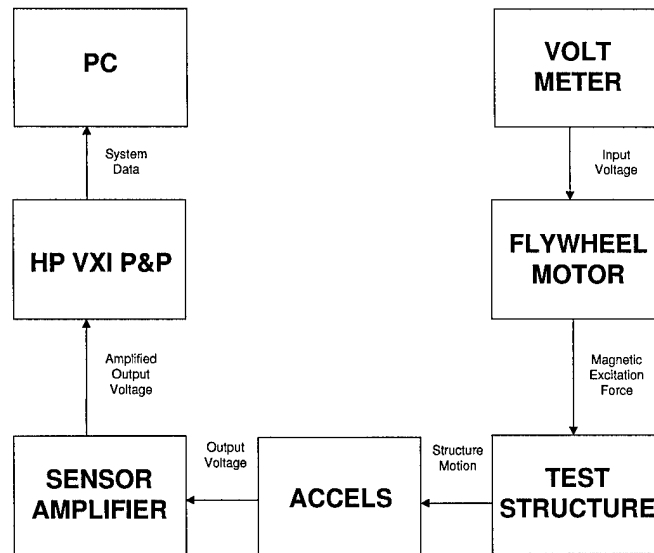 PC
VOLT
METER
System
Data
Input
Voltage
HP VXI P&P
FLYWHEEL
MOTOR
Amplified
Output
Voltage
Magnetic
Excitation
Force
SENSOR
AMPLIFIER
Output
Voltage
ACCELS
Structure
Motion
TEST
STRUCTURE